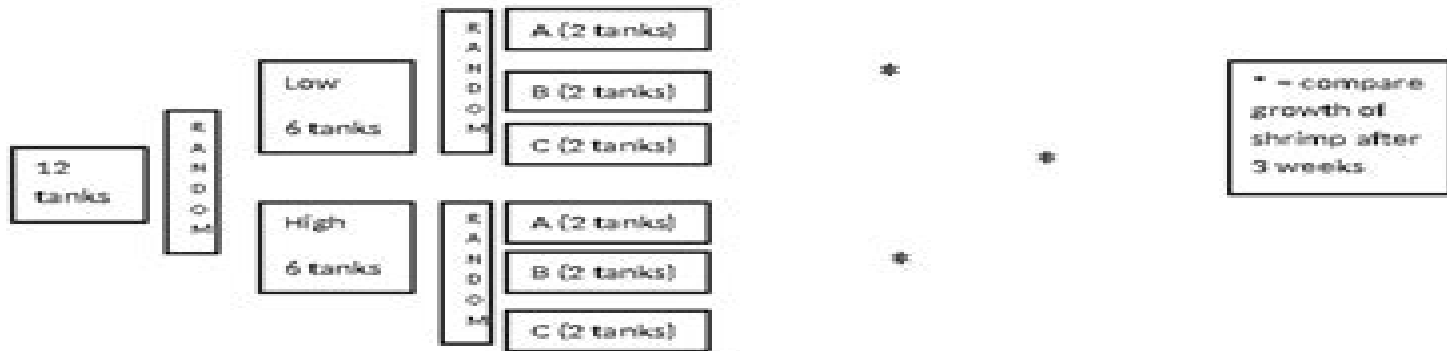 12
tanks
RANDOM
Low
6 tanks
RANDOM
A (2 tanks)
B (2 tanks)
C (2 tanks)
High
6 tanks
RANDOM
A (2 tanks)
B (2 tanks)
C (2 tanks)
*
*
*
* – compare
growth of
shrimp after
3 weeks